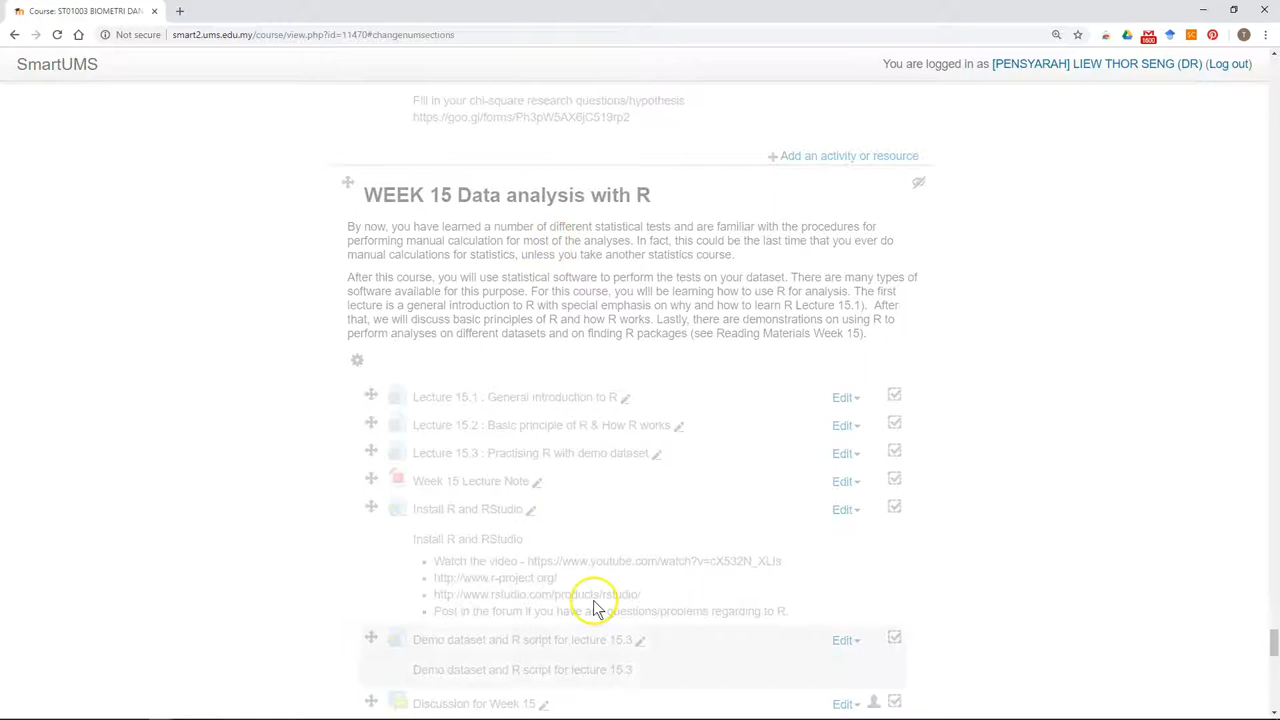 Course: ST01003 BIOMETRI DAN
Not secure
smart2.ums.edu.my/course/view.php?id=11470#changenumsections
1600
SC
T
SmartUMS
You are logged in as [PENSYARAH] LIEW THOR SENG (DR) (Log out)
Fill in your chi-square research questions/hypothesis
https://goo.gl/forms/Ph3pW5AX6jCS19rp2
Add an activity or resource
WEEK 15 Data analysis with R
By now, you have learned a number of different statistical tests and are familiar with the procedures for
performing manual calculation for most of the analyses. In fact, this could be the last time that you ever do
manual calculations for statistics, unless you take another statistics course.
After this course, you will use statistical software to perform the tests on your dataset. There are many types of
software available for this purpose. For this course, you will be learning how to use R for analysis. The first
lecture is a general introduction to R with special emphasis on why and how to learn R Lecture 15.1). After
that, we will discuss basic principles of R and how R works. Lastly, there are demonstrations on using R to
perform analyses on different datasets and on finding R packages (see Reading Materials Week 15).
Lecture 15.1 : General introduction to R
Edit
Lecture 15.2 : Basic principle of R & How R works
Edit
Lecture 15.3 : Practising R with demo dataset
Edit
Week 15 Lecture Note
Edit
Install R and RStudio
Edit
Install R and RStudio
Watch the video - https://www.youtube.com/watch?v=cX532N_XLIs
http://www.r-project.org/
http://www.rstudio.com/products/rstudio/
Post in the forum if you have any questions/problems regarding to R.
Demo dataset and R script for lecture 15.3
Edit
Demo dataset and R script for lecture 15.3
Discussion for Week 15
Edit